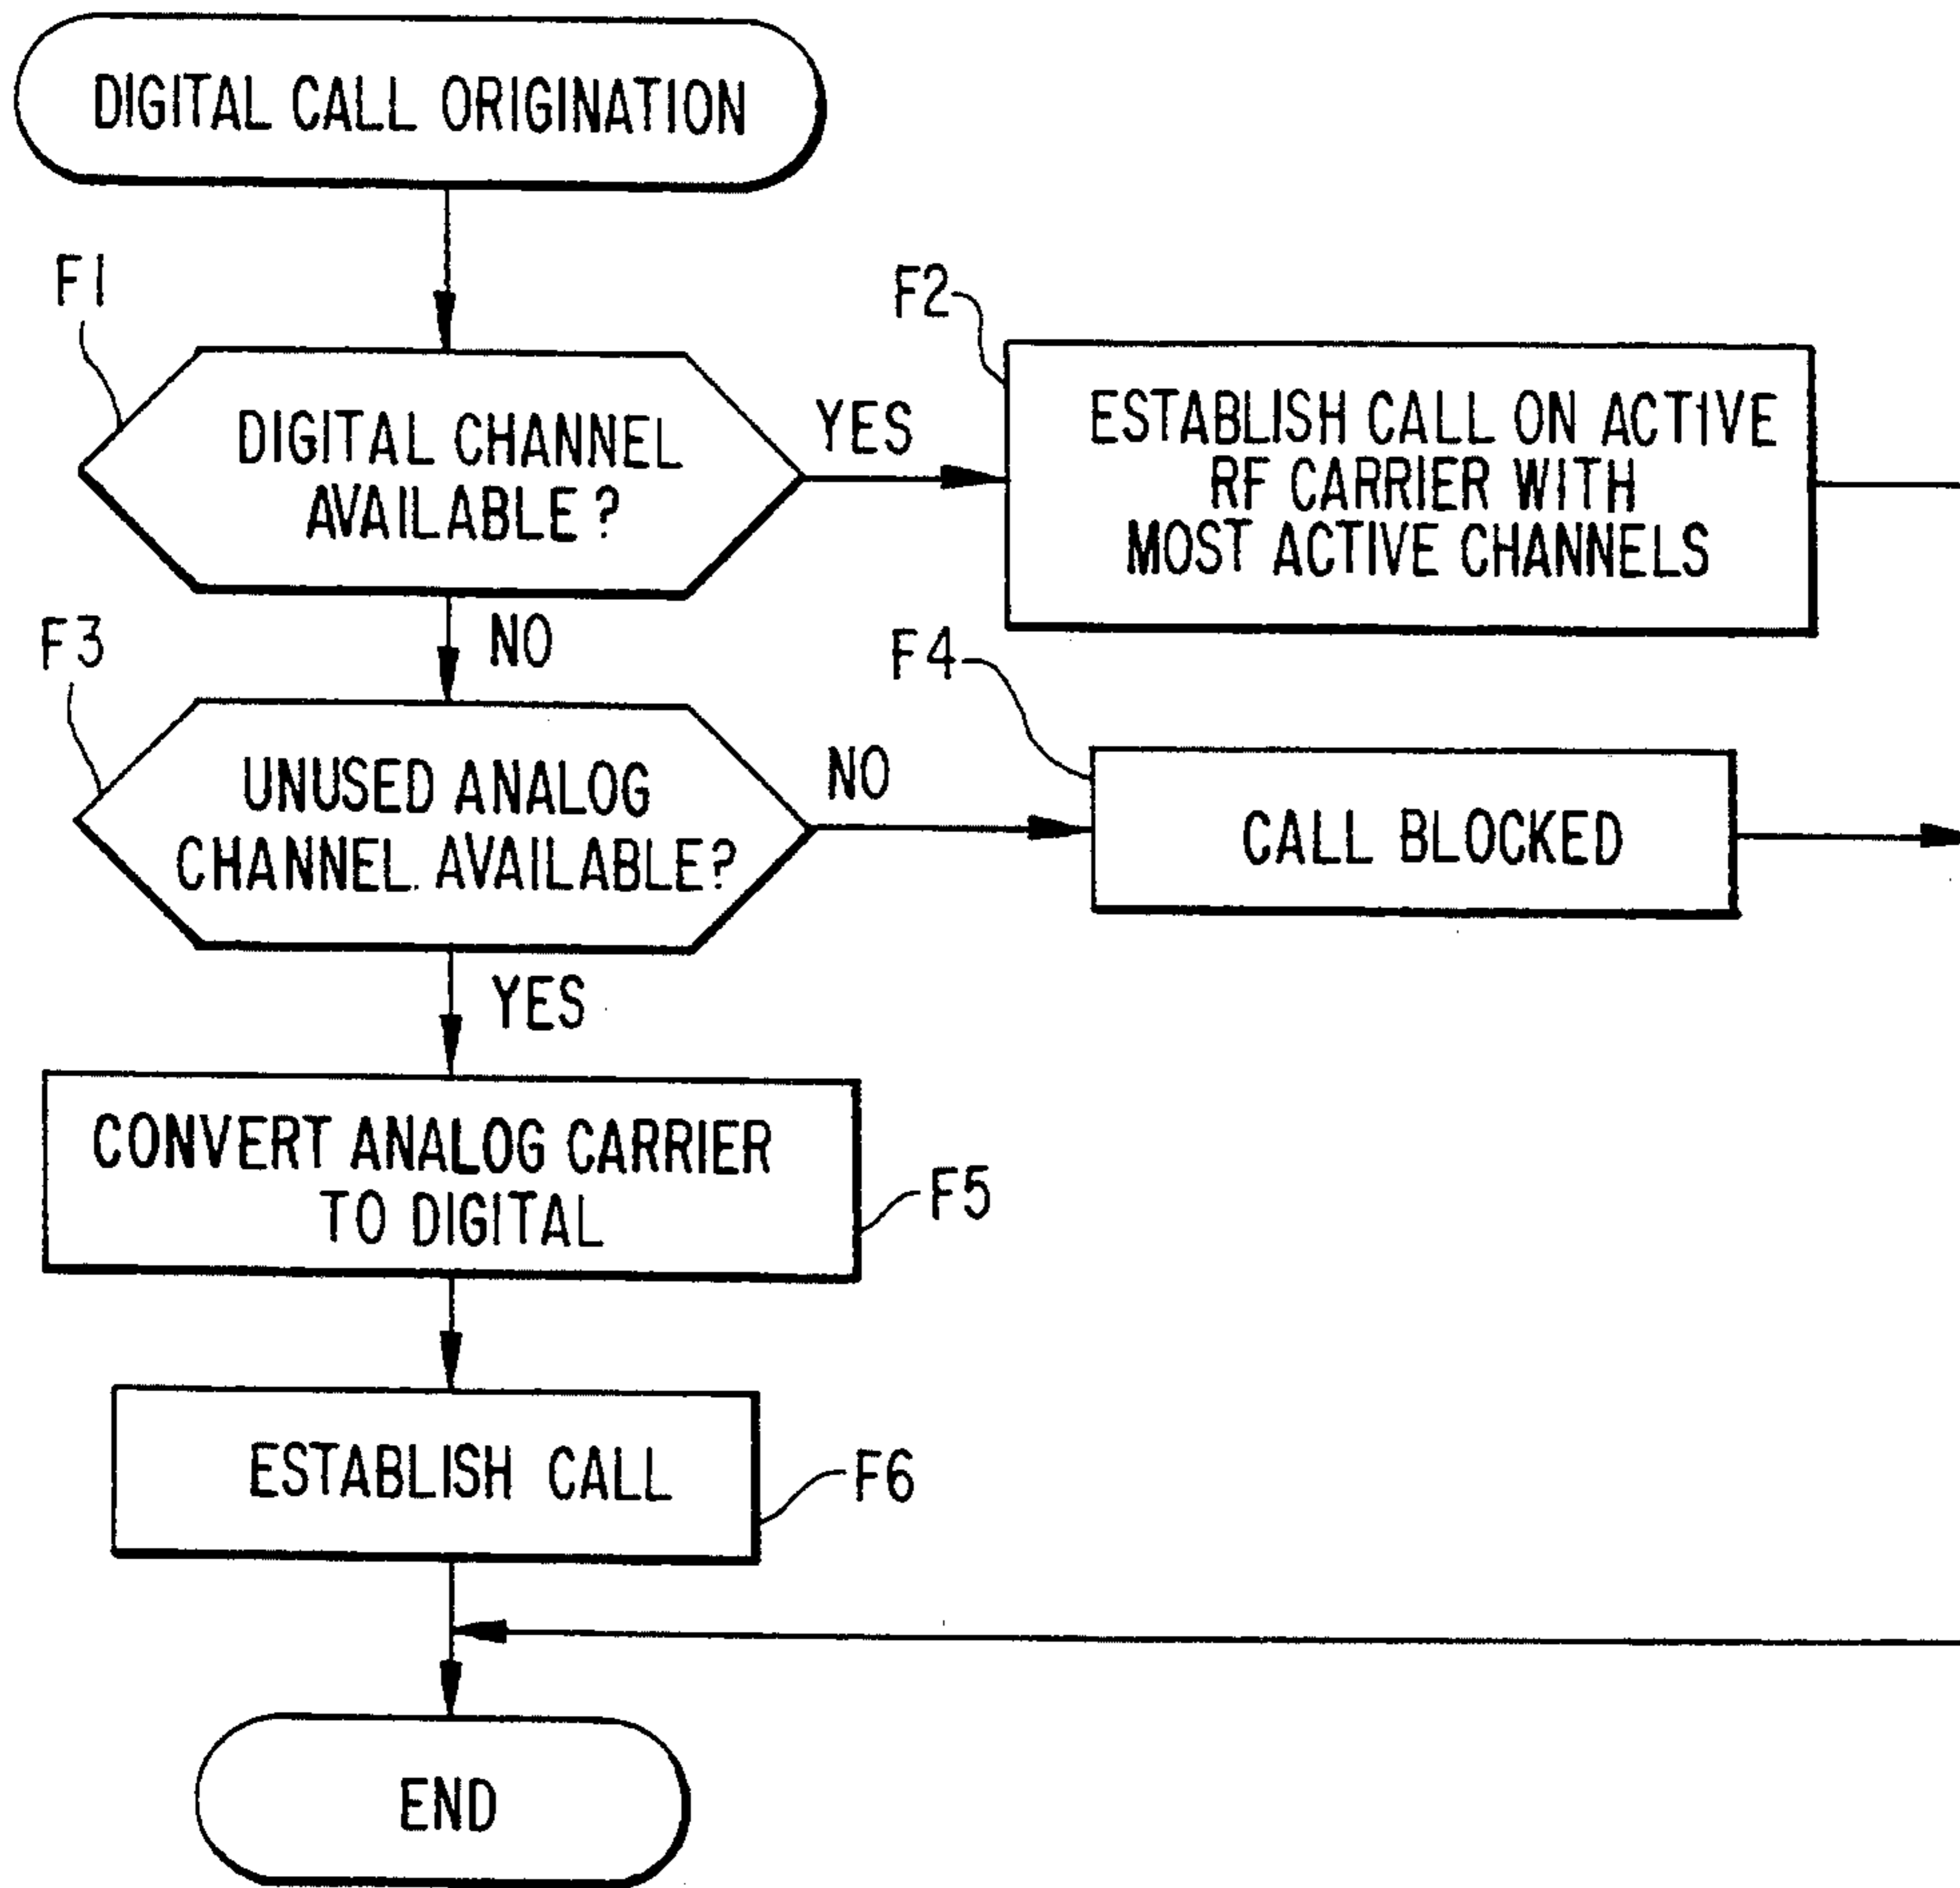 DIGITAL CALL ORIGINATION
F1
DIGITAL CHANNEL
AVAILABLE?
YES
F2
ESTABLISH CALL ON ACTIVE
RF CARRIER WITH
MOST ACTIVE CHANNELS
NO
F3
UNUSED ANALOG
CHANNEL AVAILABLE?
NO
F4
CALL BLOCKED
YES
CONVERT ANALOG CARRIER
TO DIGITAL
F5
ESTABLISH CALL
F6
END